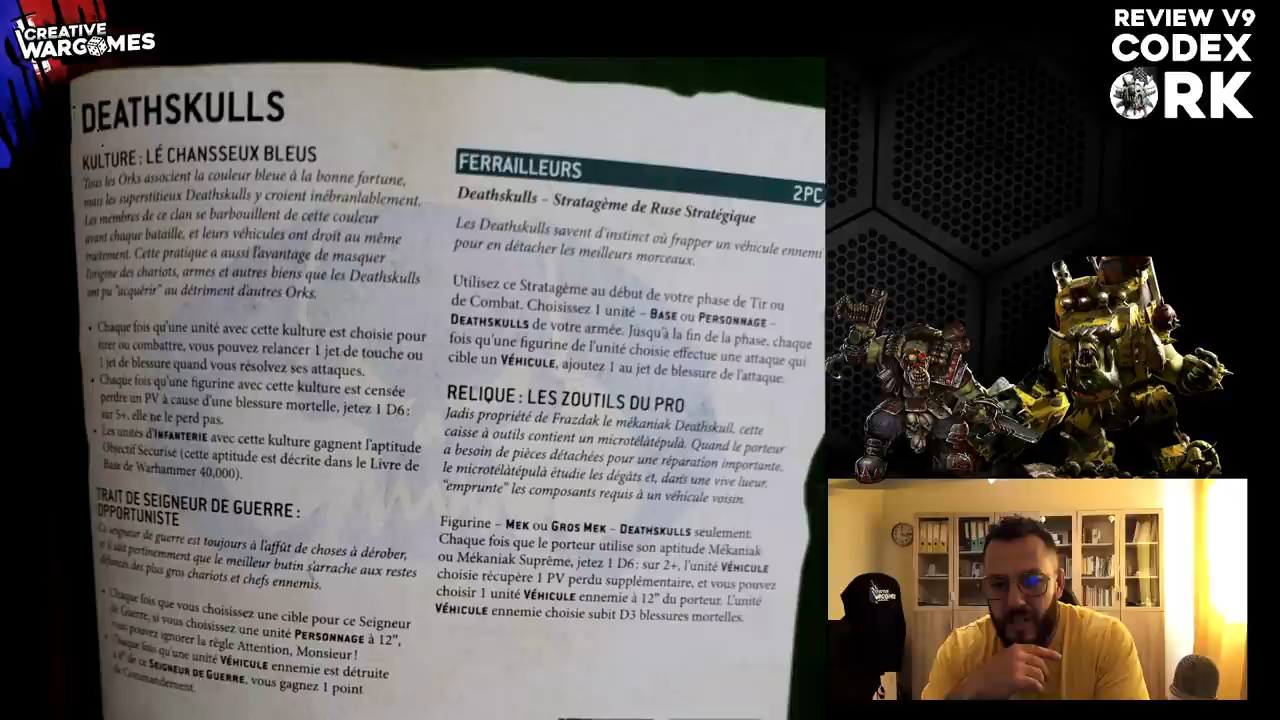 CREATIVE
WARGAMES
REVIEW V9
CODEX
ORK
DEATHSKULLS
KULTURE : LÉ CHANSSEUX BLEUS
Tous les Orks associent la couleur bleue à la bonne fortune,
mais les superstitieux Deathskulls y croient inébranlablement.
Les membres de ce clan se barbouillent de cette couleur
avant chaque bataille, et leurs véhicules ont droit au même
traitement. Cette pratique a aussi l'avantage de masquer
l'origine des chariots, armes et autres biens que les Deathskulls
ont pu "acquérir" au détriment d'autres Orks.
• Chaque fois qu'une unité avec cette kulture est choisie pour
tirer ou combattre, vous pouvez relancer 1 jet de touche ou
1 jet de blessure quand vous résolvez ses attaques.
• Chaque fois qu'une figurine avec cette kulture est censée
perdre un PV à cause d'une blessure mortelle, jetez 1 D6 :
sur 5+, elle ne le perd pas.
• Les unités d'INFANTERIE avec cette kulture gagnent l'aptitude
Objectif Sécurisé (cette aptitude est décrite dans le Livre de
Base de Warhammer 40,000).
TRAIT DE SEIGNEUR DE GUERRE :
OPPORTUNISTE
Ce seigneur de guerre est toujours à l'affût de choses à dérober,
et il sait pertinemment que le meilleur butin s'arrache aux restes
défoncés des plus gros chariots et chefs ennemis.
• Chaque fois que vous choisissez une cible pour ce Seigneur
de Guerre, si vous choisissez une unité PERSONNAGE à 12",
vous pouvez ignorer la règle Attention, Monsieur !
• Chaque fois qu'une unité VÉHICULE ennemie est détruite
à 6" de ce SEIGNEUR DE GUERRE, vous gagnez 1 point
de Commandement.
FERRAILLEURS
2PC
Deathskulls – Stratagème de Ruse Stratégique
Les Deathskulls savent d'instinct où frapper un véhicule ennemi
pour en détacher les meilleurs morceaux.
Utilisez ce Stratagème au début de votre phase de Tir ou
de Combat. Choisissez 1 unité – BASE ou PERSONNAGE –
DEATHSKULLS de votre armée. Jusqu'à la fin de la phase, chaque
fois qu'une figurine de l'unité choisie effectue une attaque qui
cible un VÉHICULE, ajoutez 1 au jet de blessure de l'attaque.
RELIQUE : LES ZOUTILS DU PRO
Jadis propriété de Frazdak le mékaniak Deathskull, cette
caisse à outils contient un microtélàtépulà. Quand le porteur
a besoin de pièces détachées pour une réparation importante,
le microtélàtépulà étudie les dégâts et, dans une vive lueur,
"emprunte" les composants requis à un véhicule voisin.
Figurine – MEK ou GROS MEK – DEATHSKULLS seulement.
Chaque fois que le porteur utilise son aptitude Mékaniak
ou Mékaniak Suprême, jetez 1 D6 : sur 2+, l'unité VÉHICULE
choisie récupère 1 PV perdu supplémentaire, et vous pouvez
choisir 1 unité VÉHICULE ennemie à 12" du porteur. L'unité
VÉHICULE ennemie choisie subit D3 blessures mortelles.